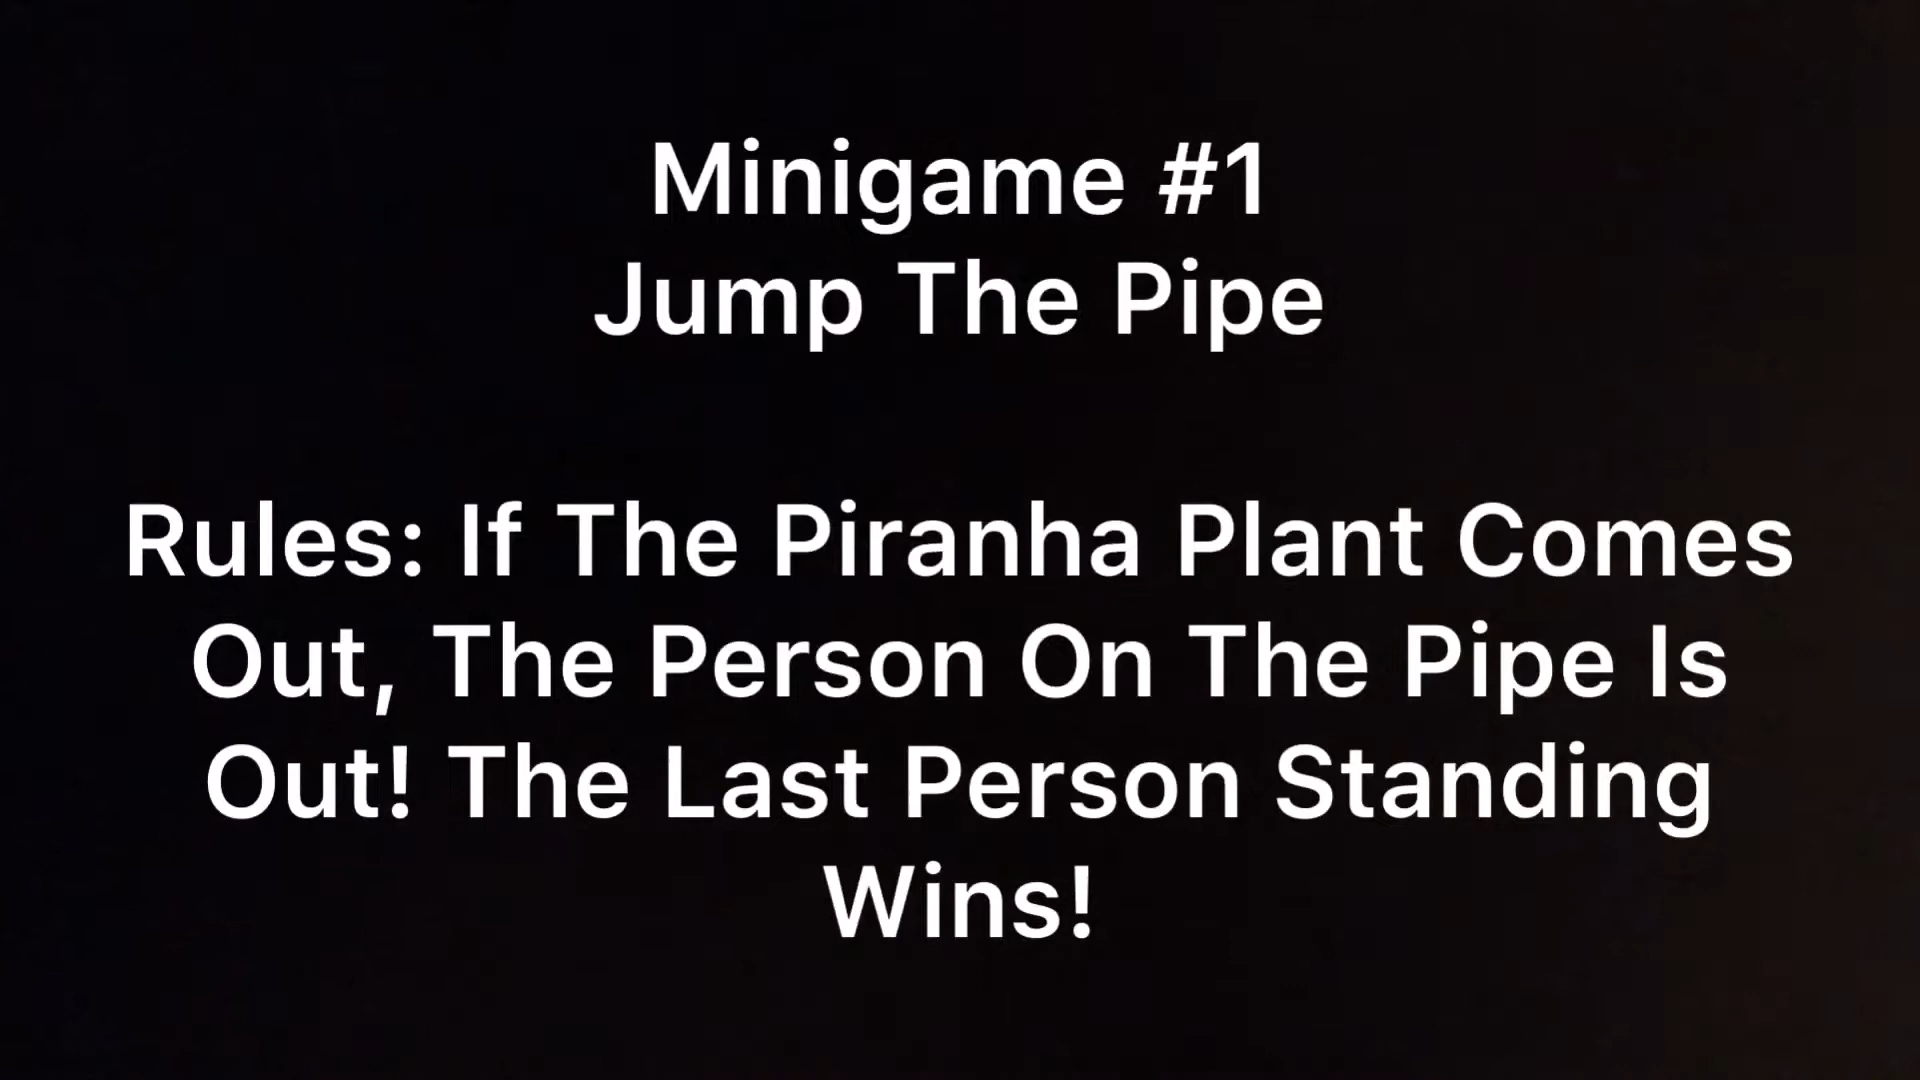 Minigame #1
Jump The Pipe
Rules: If The Piranha Plant Comes
Out, The Person On The Pipe Is
Out! The Last Person Standing
Wins!